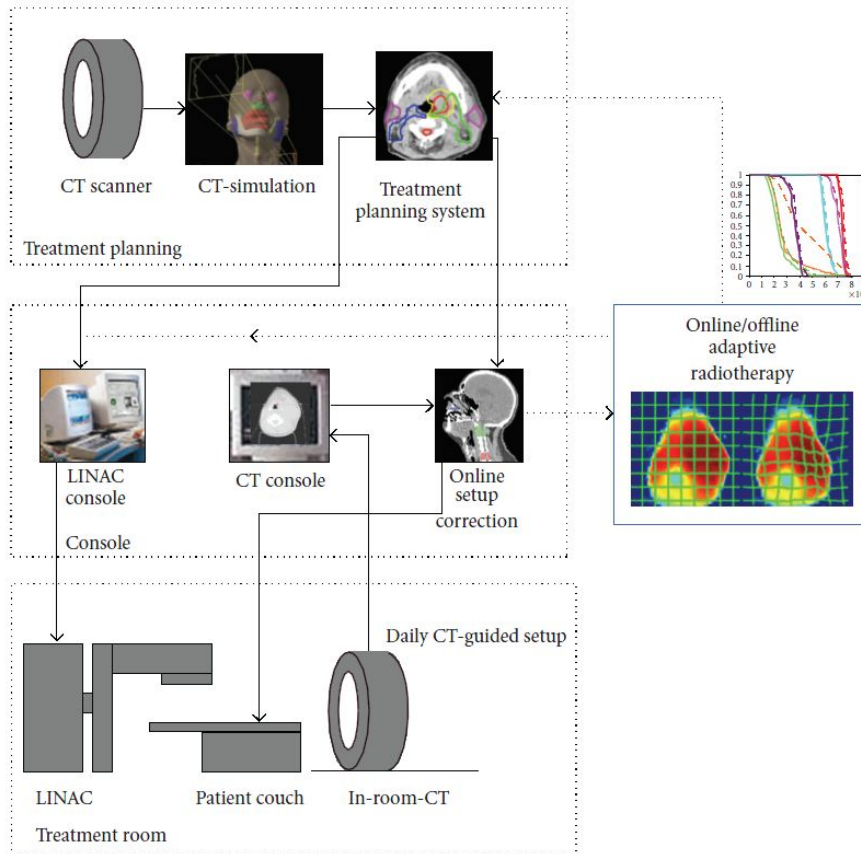 CT scanner
CT-simulation
Treatment
planning system
Treatment planning
1
0.9
0.8
0.7
0.6
0.5
0.4
0.3
0.2
0.1
0
0 1 2 3 4 5 6 7 8
Online/offline
adaptive
radiotherapy
LINAC
console
CT console
Online
setup
correction
Console
Daily CT-guided setup
LINAC
Patient couch
In-room-CT
Treatment room